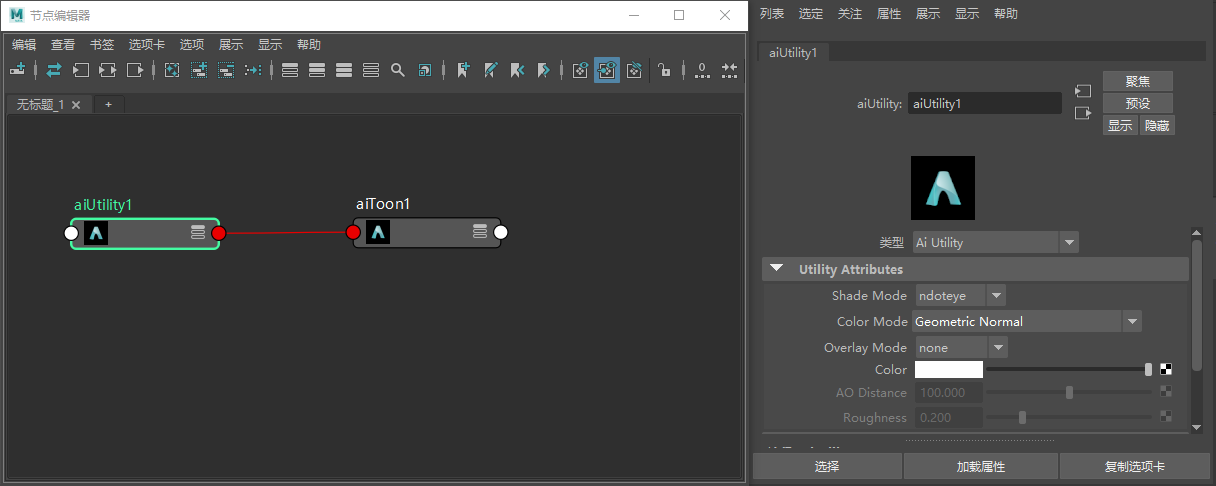 节点编辑器
编辑 查看 书签 选项卡 选项 展示 显示 帮助
0
无标题_1 × +
aiUtility1
aiToon1
列表 选定 关注 属性 展示 显示 帮助
aiUtility1
aiUtility: aiUtility1
聚焦
预设
显示 隐藏
类型 Ai Utility
Utility Attributes
Shade Mode ndoteye
Color Mode Geometric Normal
Overlay Mode none
Color
AO Distance 100.000
Roughness 0.200
选择 加载属性 复制选项卡